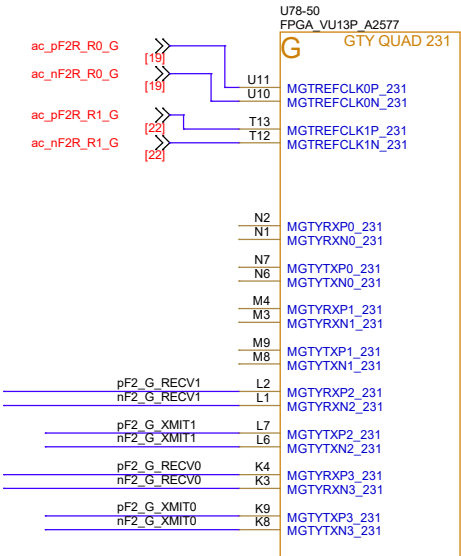 U78-50
FPGA_VU13P_A2577
G GTY QUAD 231
ac_pF2R_R0_G [19]
ac_nF2R_R0_G [19]
U11 MGTREFCLK0P_231
U10 MGTREFCLK0N_231
ac_pF2R_R1_G [22]
T13 MGTREFCLK1P_231
ac_nF2R_R1_G [22] T12 MGTREFCLK1N_231
N2 MGTYRXP0_231
N1 MGTYRXN0_231
N7 MGTYTXP0_231
N6 MGTYTXN0_231
M4 MGTYRXP1_231
M3 MGTYRXN1_231
M9 MGTYTXP1_231
M8 MGTYTXN1_231
pF2_G_RECV1 L2 MGTYRXP2_231
nF2_G_RECV1 L1 MGTYRXN2_231
pF2_G_XMIT1 L7 MGTYTXP2_231
nF2_G_XMIT1 L6 MGTYTXN2_231
pF2_G_RECV0 K4 MGTYRXP3_231
nF2_G_RECV0 K3 MGTYRXN3_231
pF2_G_XMIT0 K9 MGTYTXP3_231
nF2_G_XMIT0 K8 MGTYTXN3_231